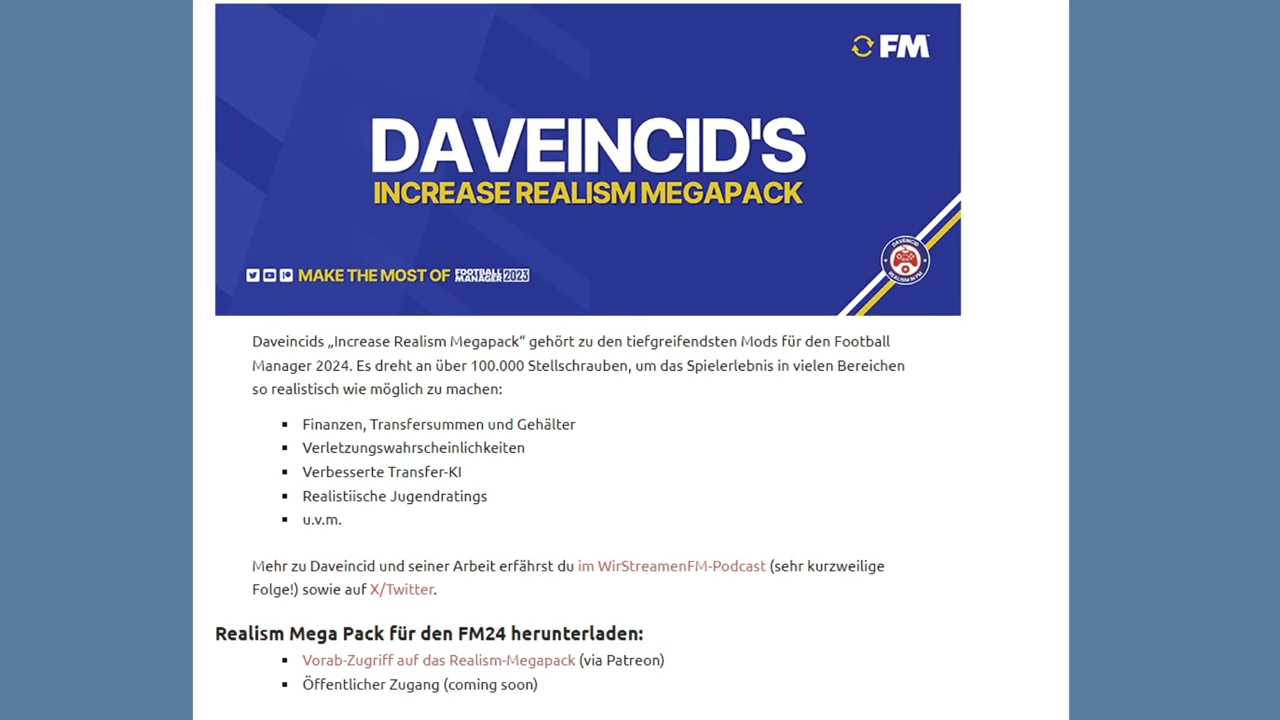 FM
DAVEINCID'S
INCREASE REALISM MEGAPACK
MAKE THE MOST OF FOOTBALL MANAGER 2023
DAVEINCID
REALISM IN FM
Daveincids „Increase Realism Megapack“ gehört zu den tiefgreifendsten Mods für den Football
Manager 2024. Es dreht an über 100.000 Stellschrauben, um das Spielerlebnis in vielen Bereichen
so realistisch wie möglich zu machen:
▪ Finanzen, Transfersummen und Gehälter
▪ Verletzungswahrscheinlichkeiten
▪ Verbesserte Transfer-KI
▪ Realistiische Jugendratings
▪ u.v.m.
Mehr zu Daveincid und seiner Arbeit erfährst du im WirStreamenFM-Podcast (sehr kurzweilige
Folge!) sowie auf X/Twitter.
Realism Mega Pack für den FM24 herunterladen:
▪ Vorab-Zugriff auf das Realism-Megapack (via Patreon)
▪ Öffentlicher Zugang (coming soon)